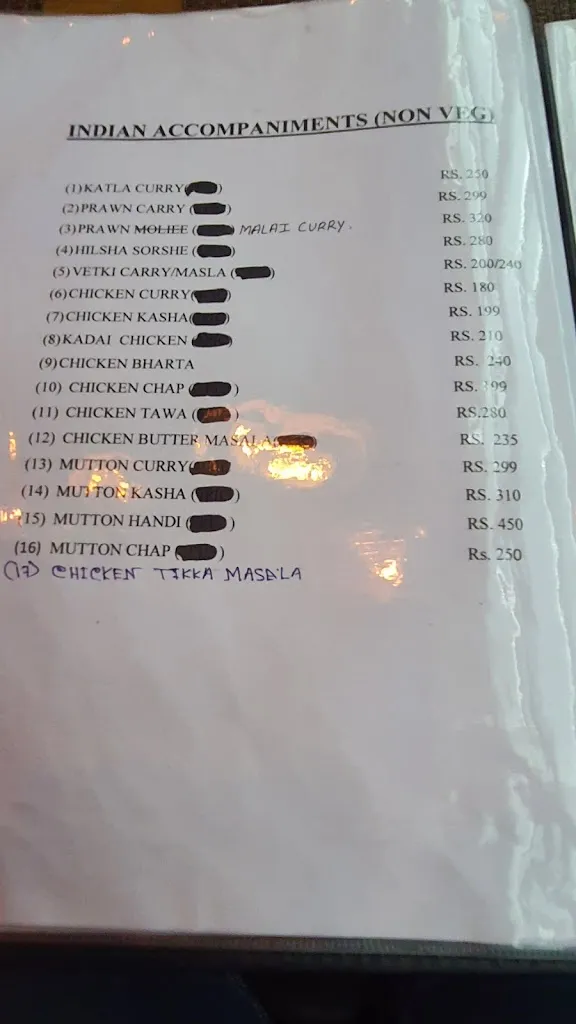 INDIAN ACCOMPANIMENTS (NON VEG)
(1)KATLA CURRY( ) RS. 250
(2)PRAWN CARRY ( ) RS. 299
(3)PRAWN MOLIEE ( ) MALAI CURRY. RS. 320
(4)HILSHA SORSHE ( ) RS. 280
(5)VETKI CARRY/MASLA ( ) RS. 200/240
(6)CHICKEN CURRY( ) RS. 180
(7)CHICKEN KASHA( ) RS. 199
(8)KADAI CHICKEN ( ) RS. 210
(9)CHICKEN BHARTA RS. 240
(10) CHICKEN CHAP ( ) RS. 199
(11) CHICKEN TAWA ( ) RS.280
(12) CHICKEN BUTTER MASALA( ) RS. 235
(13) MUTTON CURRY( ) RS. 299
(14) MUTTON KASHA ( ) RS. 310
(15) MUTTON HANDI ( ) RS. 450
(16) MUTTON CHAP ( ) Rs. 250
(17) CHICKEN TIKKA MASALA